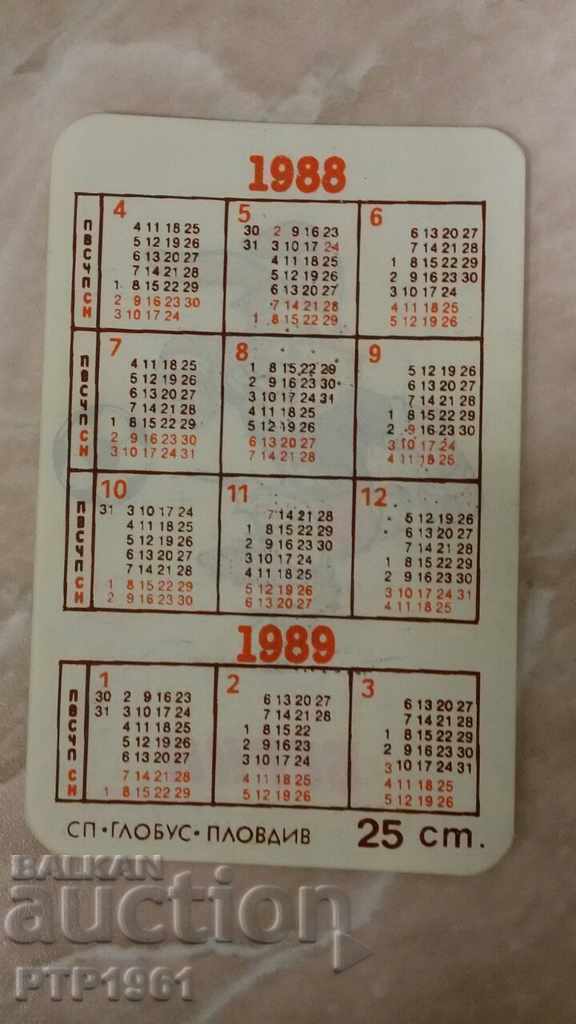 1988
4 5 6
П 4 11 18 25 30 2 9 16 23 6 13 20 27
В 5 12 19 26 31 3 10 17 24 7 14 21 28
С 6 13 20 27 4 11 18 25 1 8 15 22 29
Ч 7 14 21 28 5 12 19 26 2 9 16 23 30
П 1 8 15 22 29 6 13 20 27 3 10 17 24
С 2 9 16 23 30 7 14 21 28 4 11 18 25
Н 3 10 17 24 1 8 15 22 29 5 12 19 26
7 8 9
П 4 11 18 25 1 8 15 22 29 5 12 19 26
В 5 12 19 26 2 9 16 23 30 6 13 20 27
С 6 13 20 27 3 10 17 24 31 7 14 21 28
Ч 7 14 21 28 4 11 18 25 1 8 15 22 29
П 1 8 15 22 29 5 12 19 26 2 9 16 23 30
С 2 9 16 23 30 6 13 20 27 3 10 17 24
Н 3 10 17 24 31 7 14 21 28 4 11 18 25
10 11 12
П 31 3 10 17 24 7 14 21 28 5 12 19 26
В 4 11 18 25 1 8 15 22 29 6 13 20 27
С 5 12 19 26 2 9 16 23 30 7 14 21 28
Ч 6 13 20 27 3 10 17 24 1 8 15 22 29
П 7 14 21 28 4 11 18 25 2 9 16 23 30
С 1 8 15 22 29 5 12 19 26 3 10 17 24 31
Н 2 9 16 23 30 6 13 20 27 4 11 18 25
1989
1 2 3
П 30 2 9 16 23 6 13 20 27 6 13 20 27
В 31 3 10 17 24 7 14 21 28 7 14 21 28
С 4 11 18 25 1 8 15 22 1 8 15 22 29
Ч 5 12 19 26 2 9 16 23 2 9 16 23 30
П 6 13 20 27 3 10 17 24 3 10 17 24 31
С 7 14 21 28 4 11 18 25 4 11 18 25
Н 1 8 15 22 29 5 12 19 26 5 12 19 26
СП • ГЛОБУС • ПЛОВДИВ 25 ст.
BALKAN
auction
PTP1961